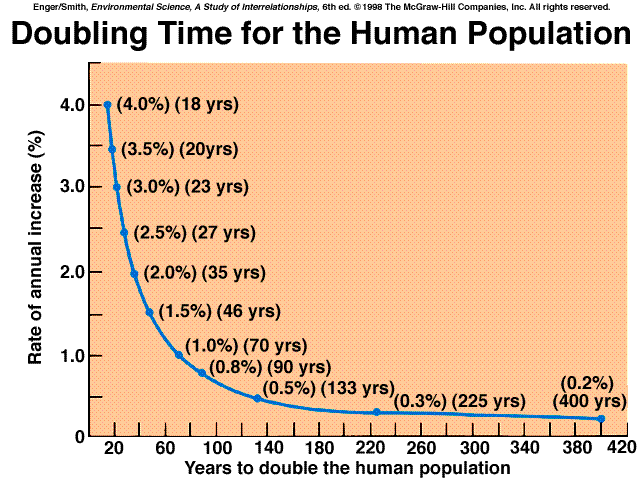 Enger/Smith, Environmental Science, A Study of Interrelationships, 6th ed. ©1998 The McGraw-Hill Companies, Inc. All rights reserved.
Doubling Time for the Human Population
Rate of annual increase (%)
4.0
3.0
2.0
1.0
0
(4.0%) (18 yrs)
(3.5%) (20yrs)
(3.0%) (23 yrs)
(2.5%) (27 yrs)
(2.0%) (35 yrs)
(1.5%) (46 yrs)
(1.0%) (70 yrs)
(0.8%) (90 yrs)
(0.5%) (133 yrs)
(0.3%) (225 yrs)
(0.2%)
(400 yrs)
20 60 100 140 180 220 260 300 340 380 420
Years to double the human population